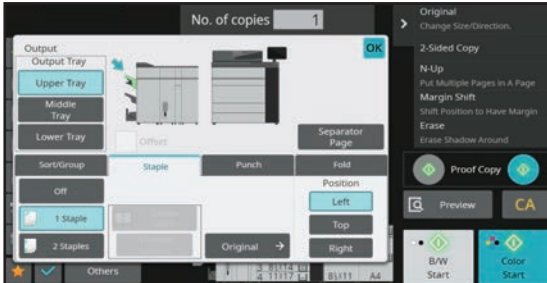 No. of copies 1
Output
OK
Output Tray
Upper Tray
Middle
Tray
Lower Tray
Offset
Separator
Page
Sort/Group
Staple
Punch
Fold
Off
1 Staple
2 Staples
Original
Position
Left
Top
Right
Others
8½x11
A4
Original
Change Size/Direction.
2-Sided Copy
N-Up
Put Multiple Pages in A Page
Margin Shift
Shift Position to Have Margin
Erase
Erase Shadow Around
Proof Copy
Preview
CA
B/W
Start
Color
Start